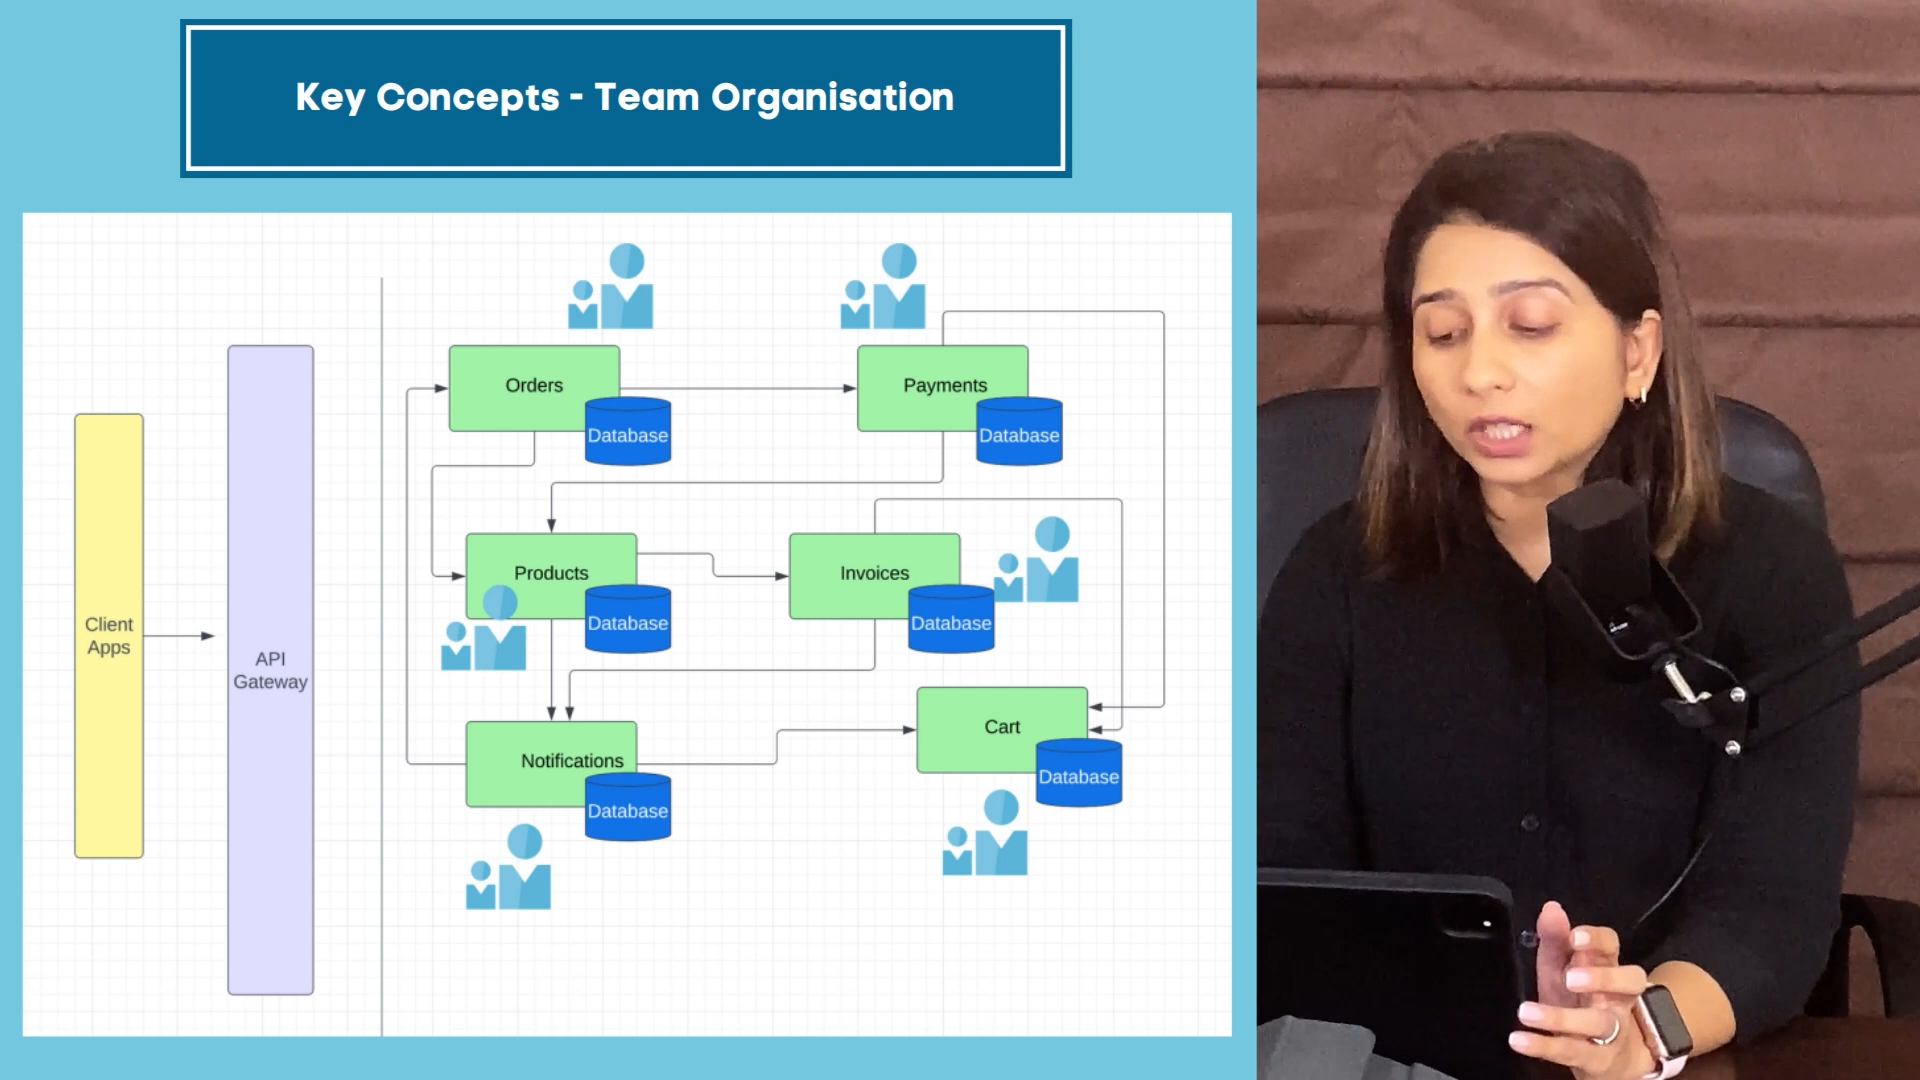 Key Concepts - Team Organisation
Orders
Database
Payments
Database
Products
Database
Invoices
Database
Client
Apps
API
Gateway
Notifications
Database
Cart
Database